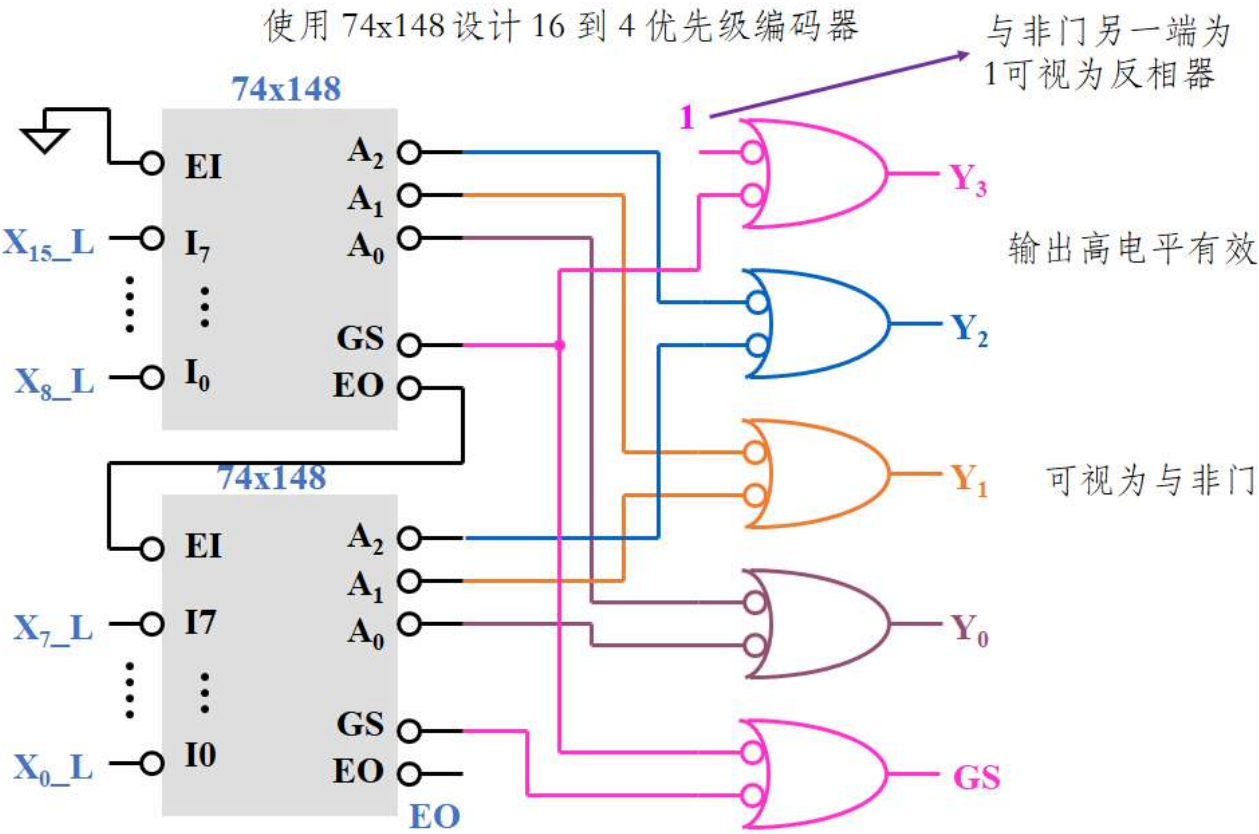 使用 74x148 设计 16 到 4 优先级编码器
与非门另一端为
1可视为反相器
74x148
1
EI
A₂
A₁
A₀
Y₃
X₁₅_L
I₇
输出高电平有效
GS
Y₂
X₈_L
I₀
EO
74x148
Y₁
可视为与非门
EI
A₂
A₁
A₀
X₇_L
I7
Y₀
GS
X₀_L
I0
EO
GS
EO